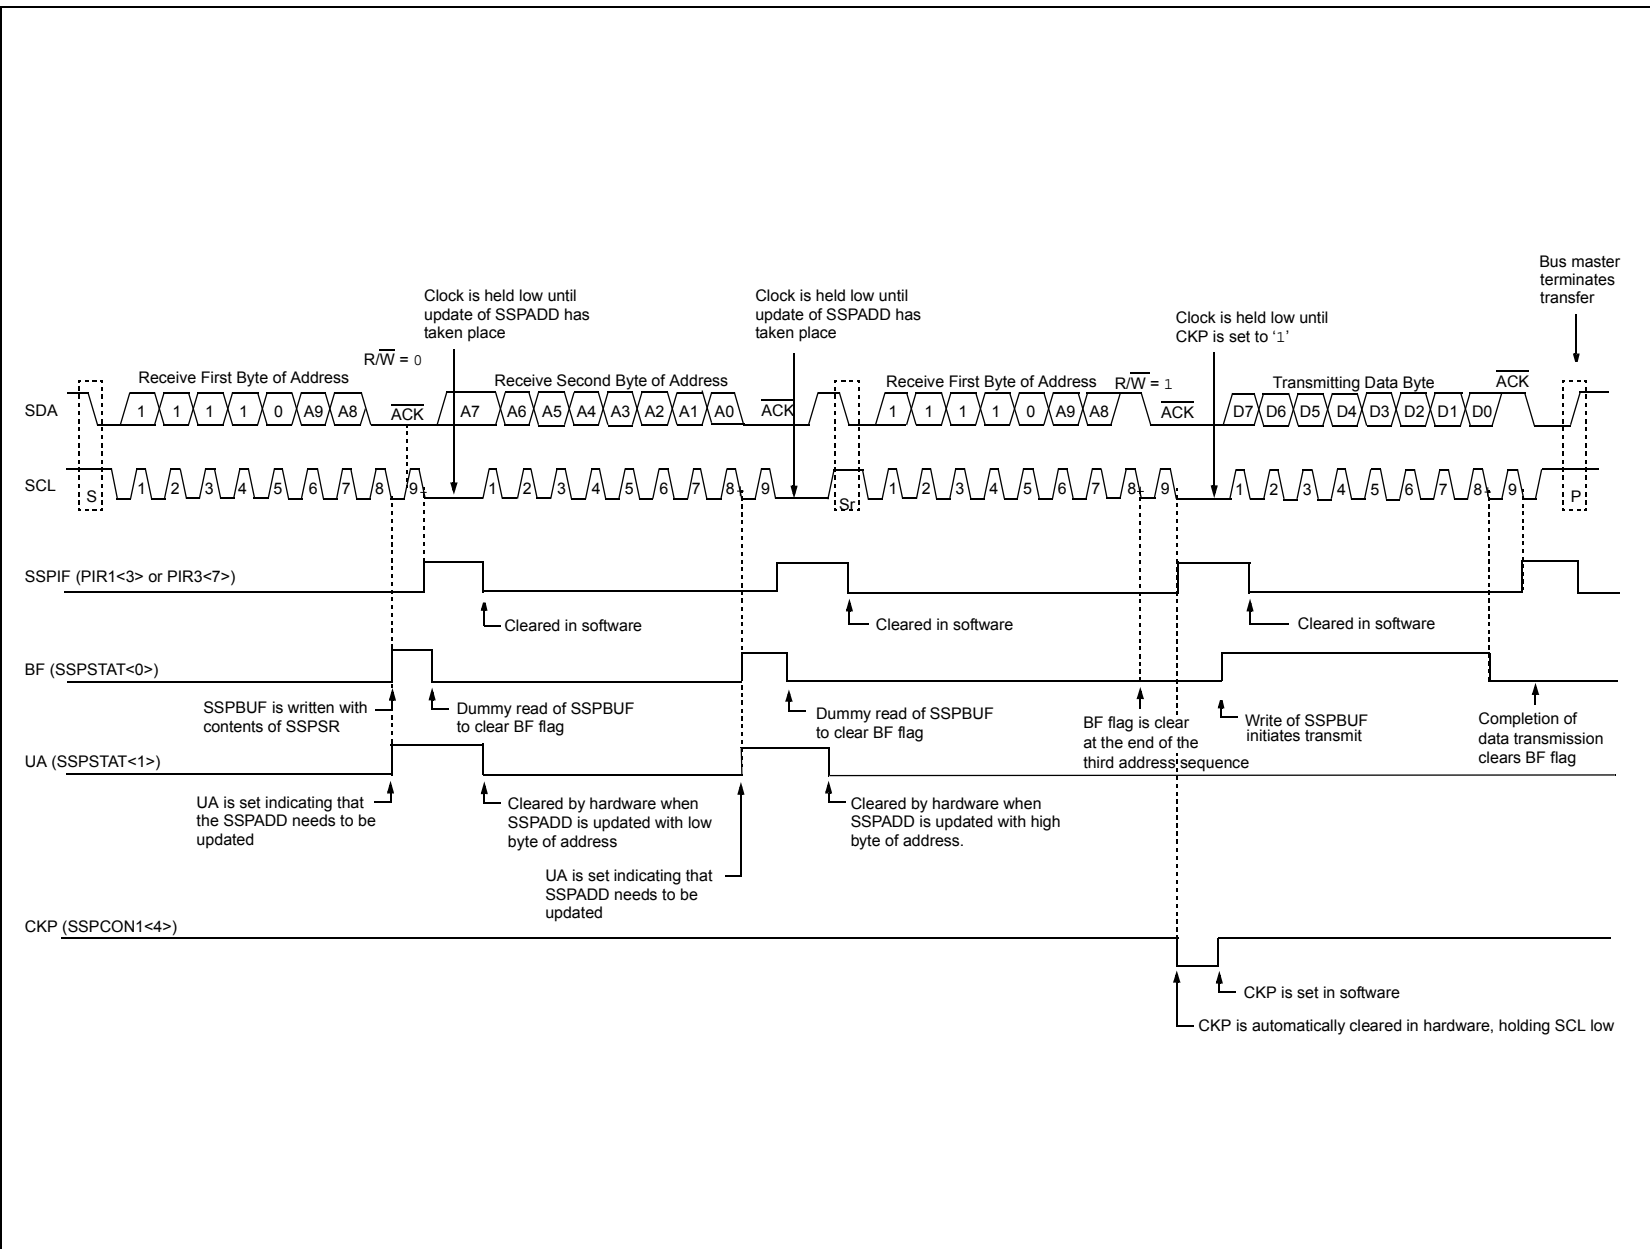 Bus master
terminates
transfer
Clock is held low until
update of SSPADD has
taken place
Clock is held low until
update of SSPADD has
taken place
Clock is held low until
CKP is set to ‘1’
R/W = 0
Receive First Byte of Address
Receive Second Byte of Address
Receive First Byte of Address
R/W = 1
Transmitting Data Byte
ACK
SDA
1 1 1 1 0 A9 A8 ACK A7 A6 A5 A4 A3 A2 A1 A0 ACK 1 1 1 1 0 A9 A8 ACK D7 D6 D5 D4 D3 D2 D1 D0
SCL
S 1 2 3 4 5 6 7 8 9 1 2 3 4 5 6 7 8 9 Sr 1 2 3 4 5 6 7 8 9 1 2 3 4 5 6 7 8 9 P
SSPIF (PIR1<3> or PIR3<7>)
Cleared in software
Cleared in software
Cleared in software
BF (SSPSTAT<0>)
SSPBUF is written with
contents of SSPSR
Dummy read of SSPBUF
to clear BF flag
Dummy read of SSPBUF
to clear BF flag
BF flag is clear
at the end of the
third address sequence
Write of SSPBUF
initiates transmit
Completion of
data transmission
clears BF flag
UA (SSPSTAT<1>)
UA is set indicating that
the SSPADD needs to be
updated
Cleared by hardware when
SSPADD is updated with low
byte of address
UA is set indicating that
SSPADD needs to be
updated
Cleared by hardware when
SSPADD is updated with high
byte of address.
CKP (SSPCON1<4>)
CKP is set in software
CKP is automatically cleared in hardware, holding SCL low